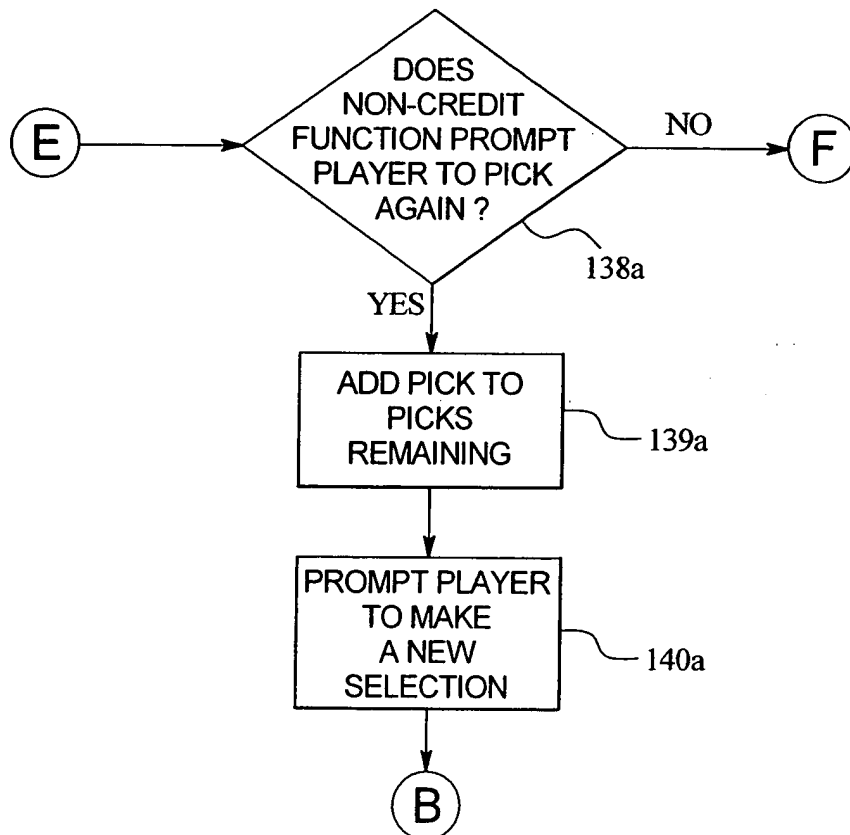 DOES
NON-CREDIT
FUNCTION PROMPT
PLAYER TO PICK
AGAIN ?
E
NO
F
138a
YES
ADD PICK TO
PICKS
REMAINING
139a
PROMPT PLAYER
TO MAKE
A NEW
SELECTION
140a
B